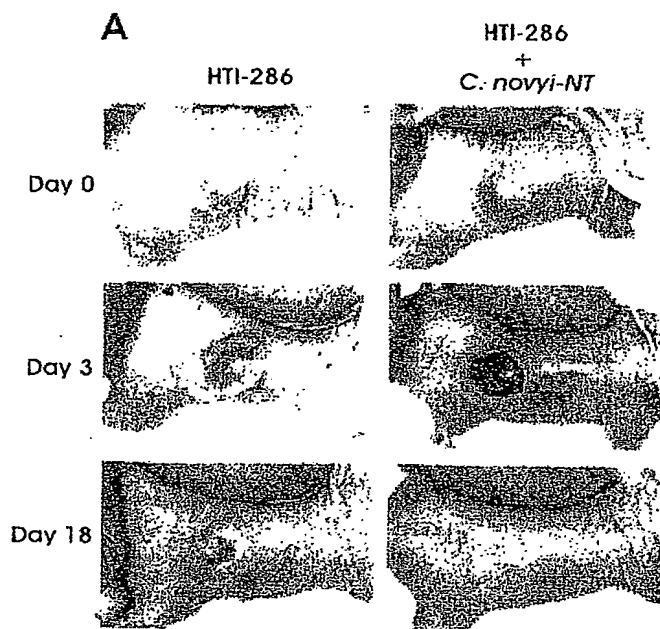 A
HTI-286
HTI-286
+
C. novyi-NT
Day 0
Day 3
Day 18